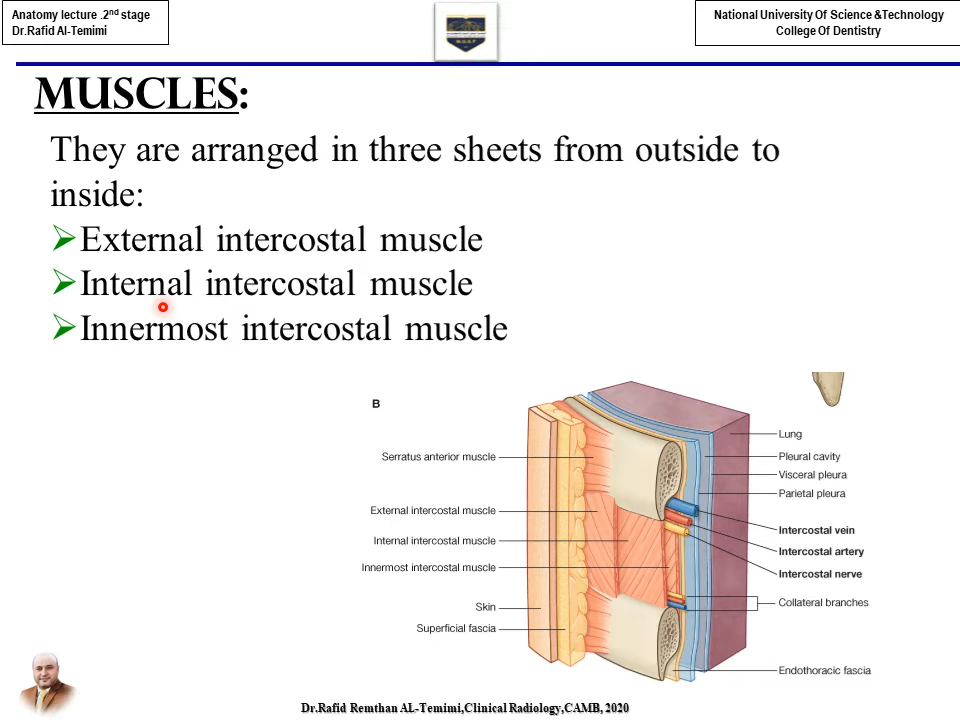 Anatomy lecture .2nd stage
Dr.Rafid Al-Temimi
National University Of Science &Technology
College Of Dentistry
MUSCLES:
They are arranged in three sheets from outside to
inside:
External intercostal muscle
Internal intercostal muscle
Innermost intercostal muscle
B
Serratus anterior muscle
External intercostal muscle
Internal intercostal muscle
Innermost intercostal muscle
Skin
Superficial fascia
Lung
Pleural cavity
Visceral pleura
Parietal pleura
Intercostal vein
Intercostal artery
Intercostal nerve
Collateral branches
Endothoracic fascia
Dr.Rafid Remthan AL-Temimi,Clinical Radiology,CAMB, 2020